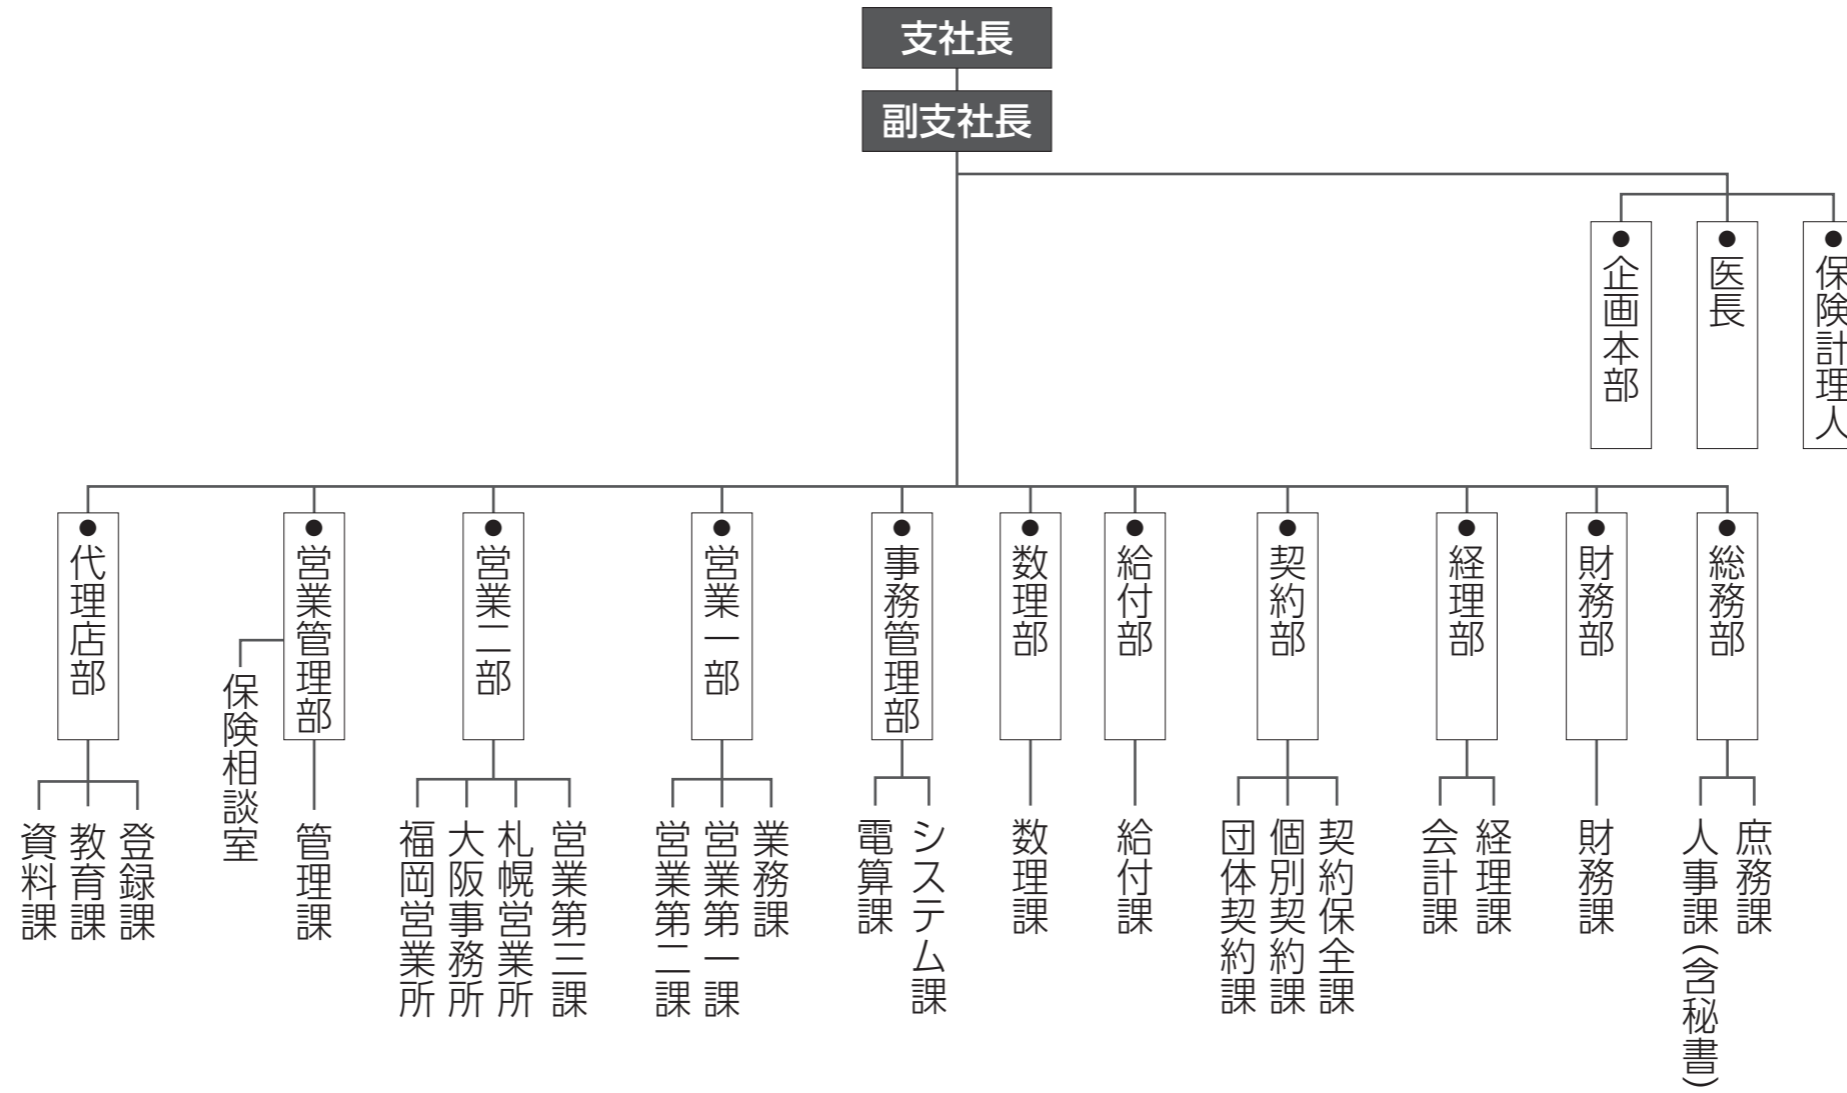 支社長
副支社長
●保険計理人
●医長
●企画本部
●総務部
●財務部
●経理部
●契約部
●給付部
●数理部
●事務管理部
●営業一部
●営業二部
●営業管理部
●代理店部
庶務課
人事課(含秘書)
財務課
経理課
会計課
契約保全課
個別契約課
団体契約課
給付課
数理課
システム課
電算課
業務課
営業第一課
営業第二課
営業第三課
札幌営業所
大阪事務所
福岡営業所
管理課
保険相談室
登録課
教育課
資料課